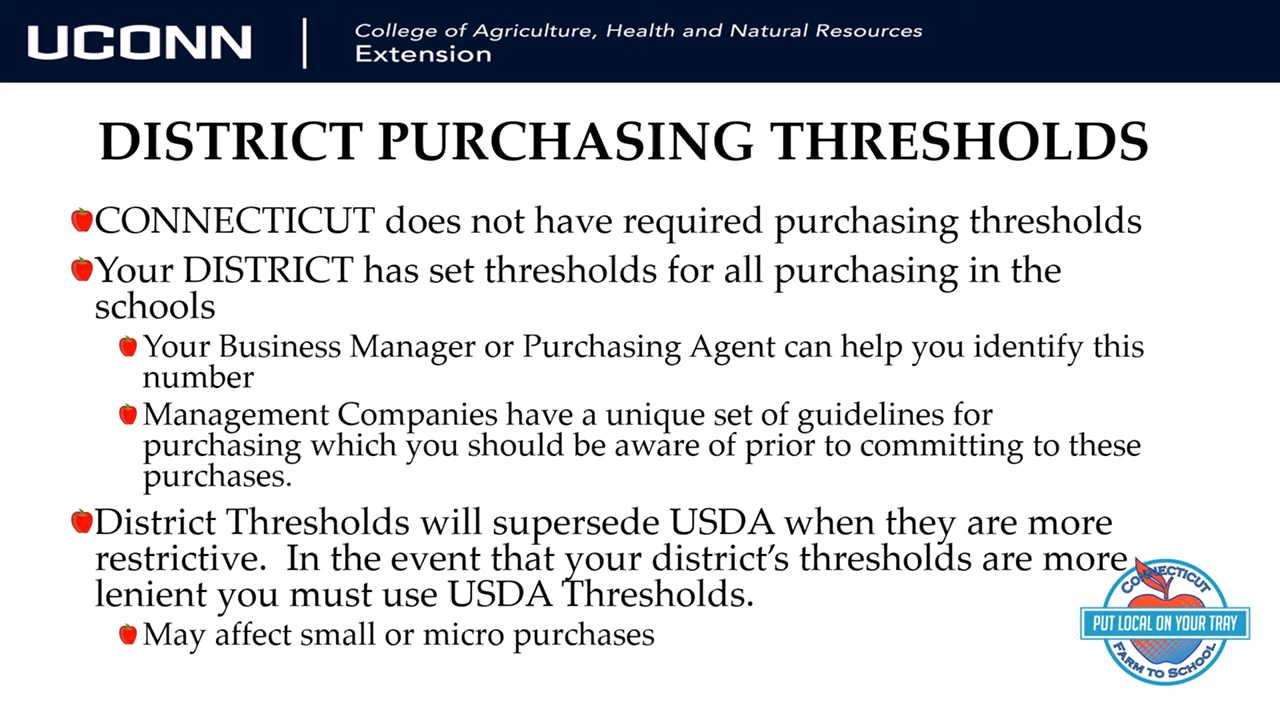 UCONN
College of Agriculture, Health and Natural Resources
Extension
DISTRICT PURCHASING THRESHOLDS
CONNECTICUT does not have required purchasing thresholds
Your DISTRICT has set thresholds for all purchasing in the
schools
Your Business Manager or Purchasing Agent can help you identify this
number
Management Companies have a unique set of guidelines for
purchasing which you should be aware of prior to committing to these
purchases.
District Thresholds will supersede USDA when they are more
restrictive.  In the event that your district's thresholds are more
lenient you must use USDA Thresholds.
May affect small or micro purchases
CONNECTICUT
PUT LOCAL ON YOUR TRAY
FARM TO SCHOOL